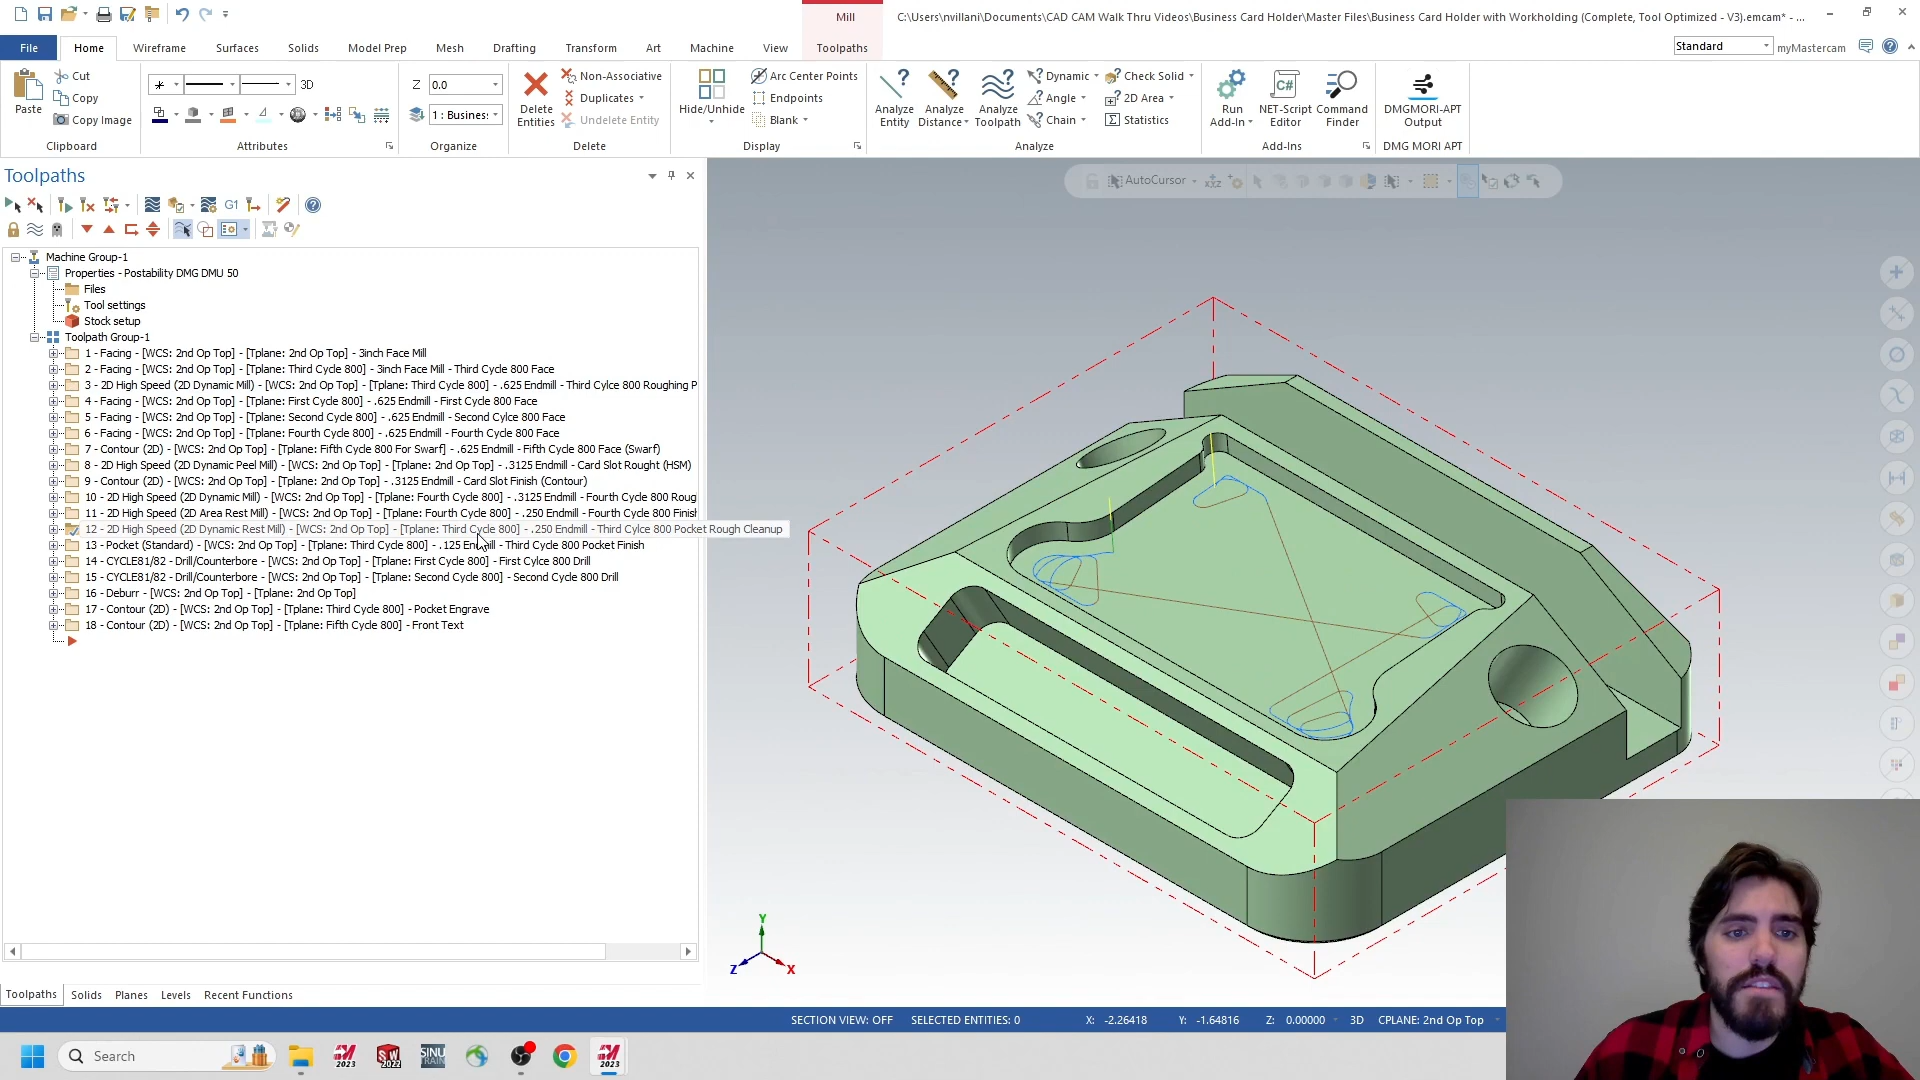 Mill
C:\Users\nvillani\Documents\CAD CAM Walk Thru Videos\Business Card Holder\Master Files\Business Card Holder with Workholding (Complete, Tool Optimized - V3).emcam* - ...
File Home Wireframe Surfaces Solids Model Prep Mesh Drafting Transform Art Machine View Toolpaths
Standard
myMastercam
Paste
Cut
Copy
Copy Image
Clipboard
3D
Attributes
Z 0.0
1 : Business
Organize
Delete Entities
Non-Associative
Duplicates
Undelete Entity
Delete
Hide/Unhide
Arc Center Points
Endpoints
Blank
Display
Analyze Entity
Analyze Distance
Analyze Toolpath
Dynamic
Angle
Chain
Check Solid
2D Area
Statistics
Analyze
Run Add-In
NET-Script Editor
Command Finder
Add-Ins
DMGMORI-APT Output
DMG MORI APT
Toolpaths
G1
AutoCursor
Machine Group-1
Properties - Postability DMG DMU 50
Files
Tool settings
Stock setup
Toolpath Group-1
1 - Facing - [WCS: 2nd Op Top] - [Tplane: 2nd Op Top] - 3inch Face Mill
2 - Facing - [WCS: 2nd Op Top] - [Tplane: Third Cycle 800] - 3inch Face Mill - Third Cycle 800 Face
3 - 2D High Speed (2D Dynamic Mill) - [WCS: 2nd Op Top] - [Tplane: Third Cycle 800] - .625 Endmill - Third Cylce 800 Roughing P
4 - Facing - [WCS: 2nd Op Top] - [Tplane: First Cycle 800] - .625 Endmill - First Cycle 800 Face
5 - Facing - [WCS: 2nd Op Top] - [Tplane: Second Cycle 800] - .625 Endmill - Second Cylce 800 Face
6 - Facing - [WCS: 2nd Op Top] - [Tplane: Fourth Cycle 800] - .625 Endmill - Fourth Cycle 800 Face
7 - Contour (2D) - [WCS: 2nd Op Top] - [Tplane: Fifth Cycle 800 For Swarf] - .625 Endmill - Fifth Cycle 800 Face (Swarf)
8 - 2D High Speed (2D Dynamic Peel Mill) - [WCS: 2nd Op Top] - [Tplane: 2nd Op Top] - .3125 Endmill - Card Slot Rought (HSM)
9 - Contour (2D) - [WCS: 2nd Op Top] - [Tplane: 2nd Op Top] - .3125 Endmill - Card Slot Finish (Contour)
10 - 2D High Speed (2D Dynamic Mill) - [WCS: 2nd Op Top] - [Tplane: Fourth Cycle 800] - .3125 Endmill - Fourth Cycle 800 Roug
11 - 2D High Speed (2D Area Rest Mill) - [WCS: 2nd Op Top] - [Tplane: Fourth Cycle 800] - .250 Endmill - Fourth Cycle 800 Finish
12 - 2D High Speed (2D Dynamic Rest Mill) - [WCS: 2nd Op Top] - [Tplane: Third Cycle 800] - .250 Endmill - Third Cylce 800 Pocket Rough Cleanup
13 - Pocket (Standard) - [WCS: 2nd Op Top] - [Tplane: Third Cycle 800] - .125 Endmill - Third Cycle 800 Pocket Finish
14 - CYCLE81/82 - Drill/Counterbore - [WCS: 2nd Op Top] - [Tplane: First Cycle 800] - First Cylce 800 Drill
15 - CYCLE81/82 - Drill/Counterbore - [WCS: 2nd Op Top] - [Tplane: Second Cycle 800] - Second Cycle 800 Drill
16 - Deburr - [WCS: 2nd Op Top] - [Tplane: 2nd Op Top]
17 - Contour (2D) - [WCS: 2nd Op Top] - [Tplane: Third Cycle 800] - Pocket Engrave
18 - Contour (2D) - [WCS: 2nd Op Top] - [Tplane: Fifth Cycle 800] - Front Text
Y
Z X
Toolpaths Solids Planes Levels Recent Functions
SECTION VIEW: OFF SELECTED ENTITIES: 0 X: -2.26418 Y: -1.64816 Z: 0.00000 3D CPLANE: 2nd Op Top
Search
2023
SW 2022
SINU TRAIN
2023